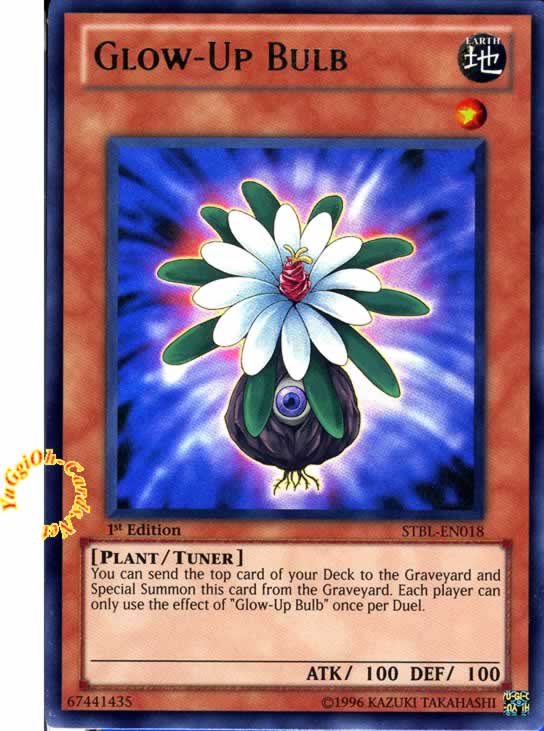 GLOW-UP BULB
EARTH
地
YuGgiOh-Cards.Net
1st Edition
STBL-EN018
[PLANT/TUNER]
You can send the top card of your Deck to the Graveyard and
Special Summon this card from the Graveyard. Each player can
only use the effect of "Glow-Up Bulb" once per Duel.
ATK/ 100 DEF/ 100
67441435
©1996 KAZUKI TAKAHASHI